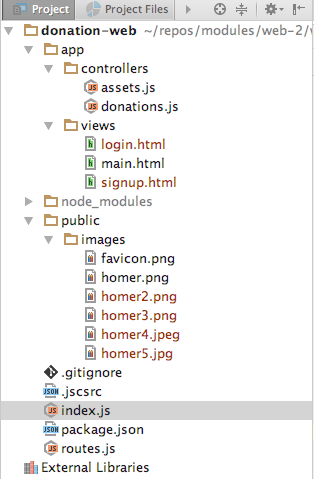 Project Project Files
donation-web ~/repos/modules/web-2/
app
controllers
assets.js
donations.js
views
login.html
main.html
signup.html
node_modules
public
images
favicon.png
homer.png
homer2.png
homer3.png
homer4.jpeg
homer5.jpg
.gitignore
.jscsrc
index.js
package.json
routes.js
External Libraries